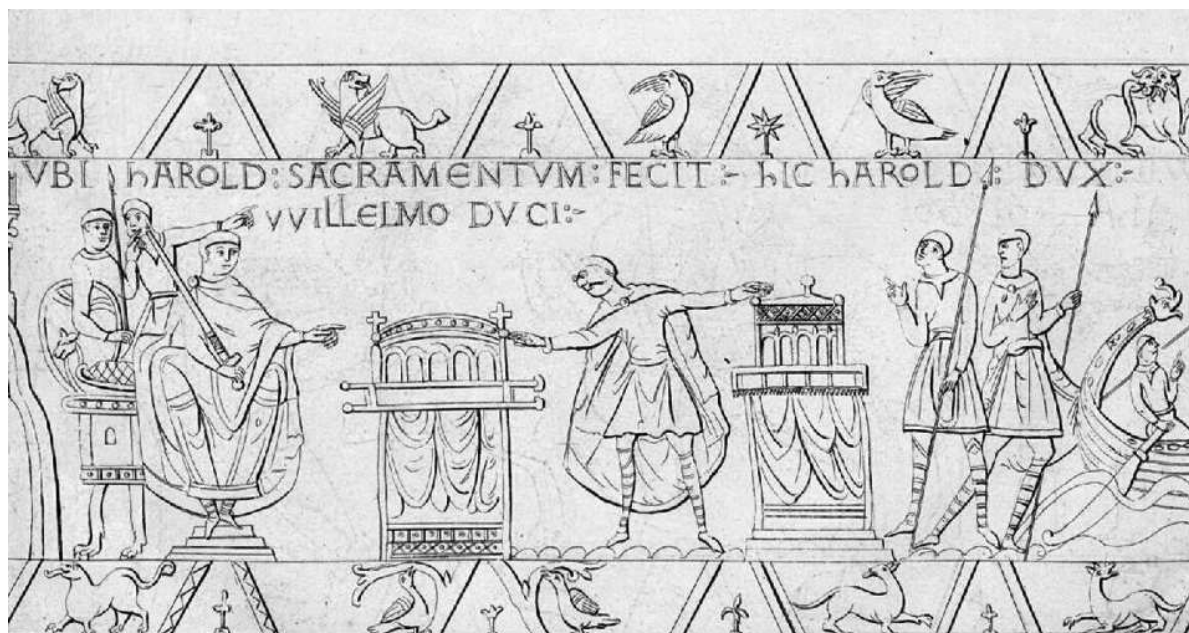 VBI hAROLD: SACRAMENTVM: FECIT:- hIC hAROLD: DVX:-
VVILLELMO DVCI:-